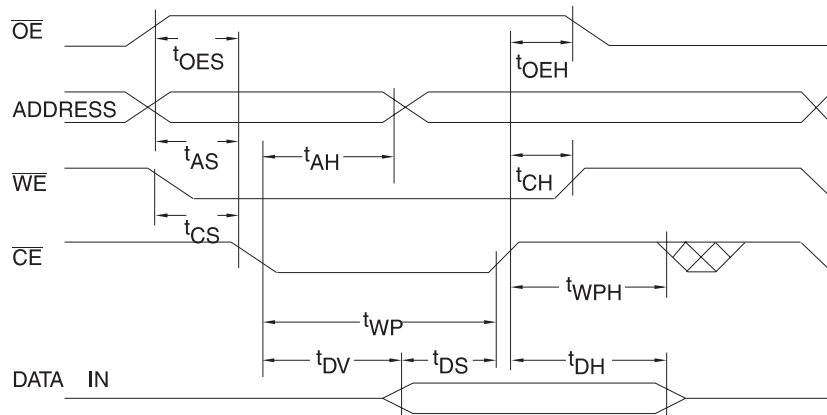 OE
tOES
tOEH
ADDRESS
tAS
tAH
WE
tCH
tCS
CE
tWPH
tWP
tDV
tDS
tDH
DATA IN